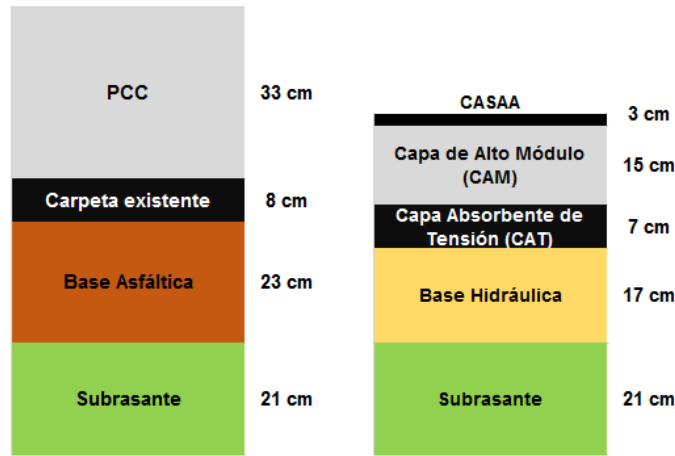 PCC
33 cm
Carpeta existente
8 cm
Base Asfáltica
23 cm
Subrasante
21 cm
CASAA
3 cm
Capa de Alto Módulo
(CAM)
15 cm
Capa Absorbente de
Tensión (CAT)
7 cm
Base Hidráulica
17 cm
Subrasante
21 cm